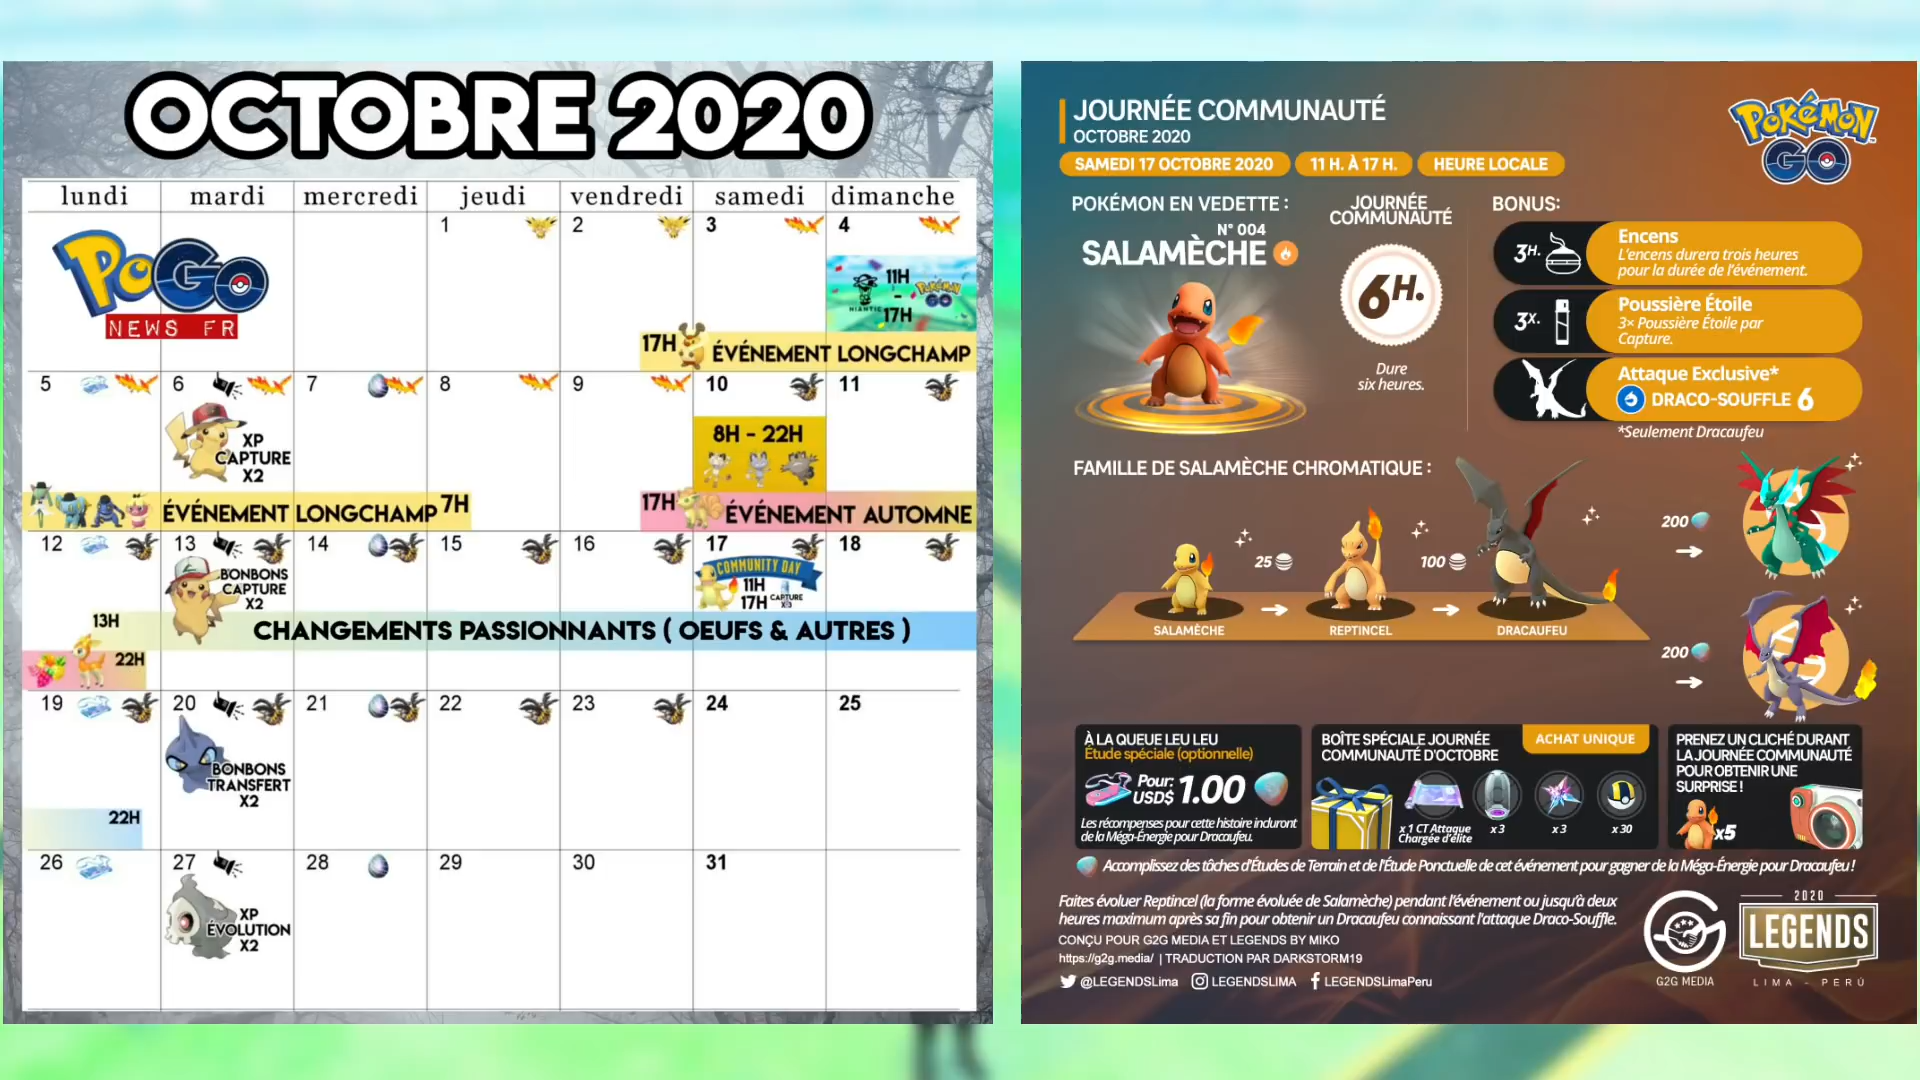 OCTOBRE 2020
lundi mardi mercredi jeudi vendredi samedi dimanche
PoGo
NEWS FR
1 2 3 4
11H
-
17H
NIANTIC
POKÉMON GO
17H ÉVÉNEMENT LONGCHAMP
5 6 7 8 9 10 11
XP
CAPTURE
X2
8H - 22H
ÉVÉNEMENT LONGCHAMP 7H
17H ÉVÉNEMENT AUTOMNE
12 13 14 15 16 17 18
BONBONS
CAPTURE
X2
COMMUNITY DAY
11H
17H CAPTURE
X3
13H
CHANGEMENTS PASSIONNANTS ( OEUFS & AUTRES )
22H
19 20 21 22 23 24 25
BONBONS
TRANSFERT
X2
22H
26 27 28 29 30 31
XP
ÉVOLUTION
X2
JOURNÉE COMMUNAUTÉ
OCTOBRE 2020
SAMEDI 17 OCTOBRE 2020 11 H. À 17 H. HEURE LOCALE
POKÉMON GO
POKÉMON EN VEDETTE :
N° 004
SALAMÈCHE
JOURNÉE
COMMUNAUTÉ
6H.
Dure
six heures.
BONUS:
3H.
Encens
L'encens durera trois heures
pour la durée de l'événement.
3X.
Poussière Étoile
3× Poussière Étoile par
Capture.
Attaque Exclusive*
DRACO-SOUFFLE 6
*Seulement Dracaufeu
FAMILLE DE SALAMÈCHE CHROMATIQUE :
25
100
200
200
SALAMÈCHE REPTINCEL DRACAUFEU
À LA QUEUE LEU LEU
Étude spéciale (optionnelle)
Pour:
USD$ 1.00
Les récompenses pour cette histoire induront
de la Méga-Énergie pour Dracaufeu.
BOÎTE SPÉCIALE JOURNÉE
COMMUNAUTÉ D'OCTOBRE
ACHAT UNIQUE
x 1 CT Attaque
Chargée d'élite
x 3 x 3 x 30
PRENEZ UN CLICHÉ DURANT
LA JOURNÉE COMMUNAUTÉ
POUR OBTENIR UNE
SURPRISE !
x5
Accomplissez des tâches d'Études de Terrain et de l'Étude Ponctuelle de cet événement pour gagner de la Méga-Énergie pour Dracaufeu !
Faites évoluer Reptincel (la forme évoluée de Salamèche) pendant l'événement ou jusqu'à deux
heures maximum après sa fin pour obtenir un Dracaufeu connaissant l'attaque Draco-Souffle.
CONÇU POUR G2G MEDIA ET LEGENDS BY MIKO
https://g2g.media/ | TRADUCTION PAR DARKSTORM19
@LEGENDSLima LEGENDSLIMA LEGENDSLimaPeru
G2G MEDIA
2020
LEGENDS
LIMA - PERÚ